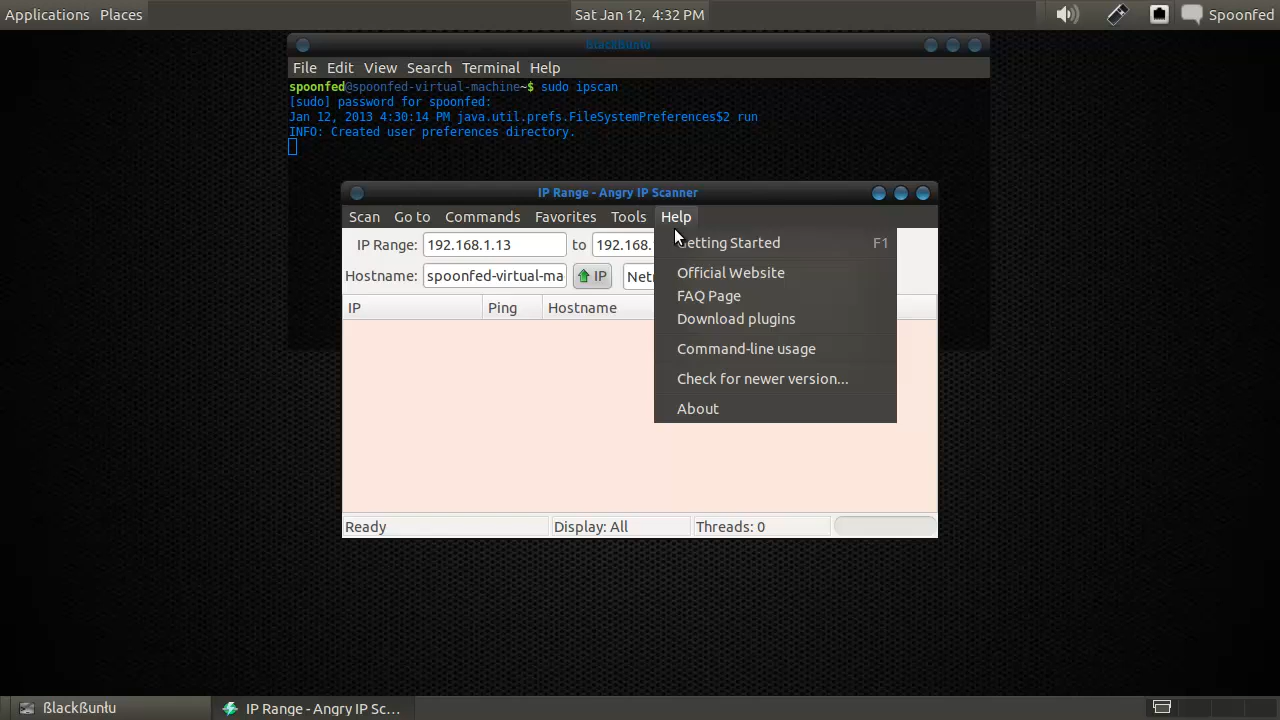 Applications Places Sat Jan 12, 4:32 PM Spoonfed
ßlackßunłu
File Edit View Search Terminal Help
spoonfed@spoonfed-virtual-machine~$ sudo ipscan
[sudo] password for spoonfed:
Jan 12, 2013 4:30:14 PM java.util.prefs.FileSystemPreferences$2 run
INFO: Created user preferences directory.
IP Range - Angry IP Scanner
Scan Go to Commands Favorites Tools Help
IP Range: 192.168.1.13 to 192.168.
Getting Started F1
Hostname: spoonfed-virtual-ma IP Net
Official Website
FAQ Page
IP Ping Hostname
Download plugins
Command-line usage
Check for newer version...
About
Ready Display: All Threads: 0
ßlackßunłu IP Range - Angry IP Sc...